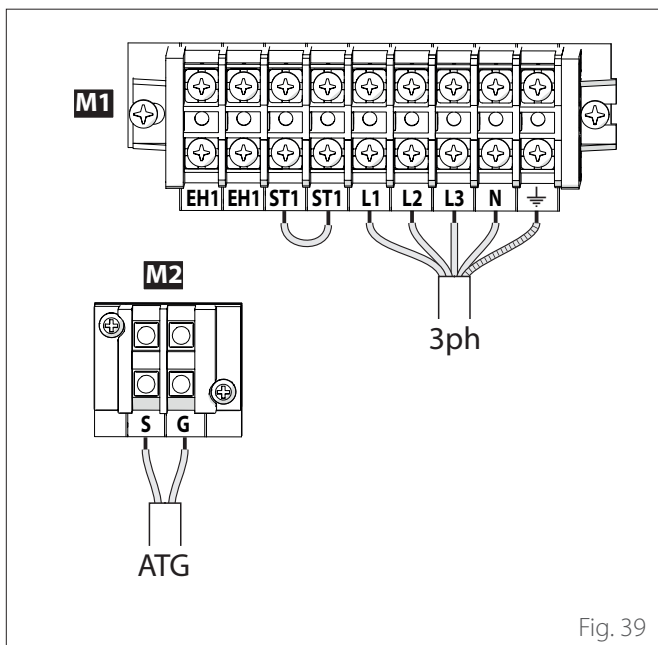 M1
EH1 EH1 ST1 ST1 L1 L2 L3 N
3ph
M2
S G
ATG
Fig. 39